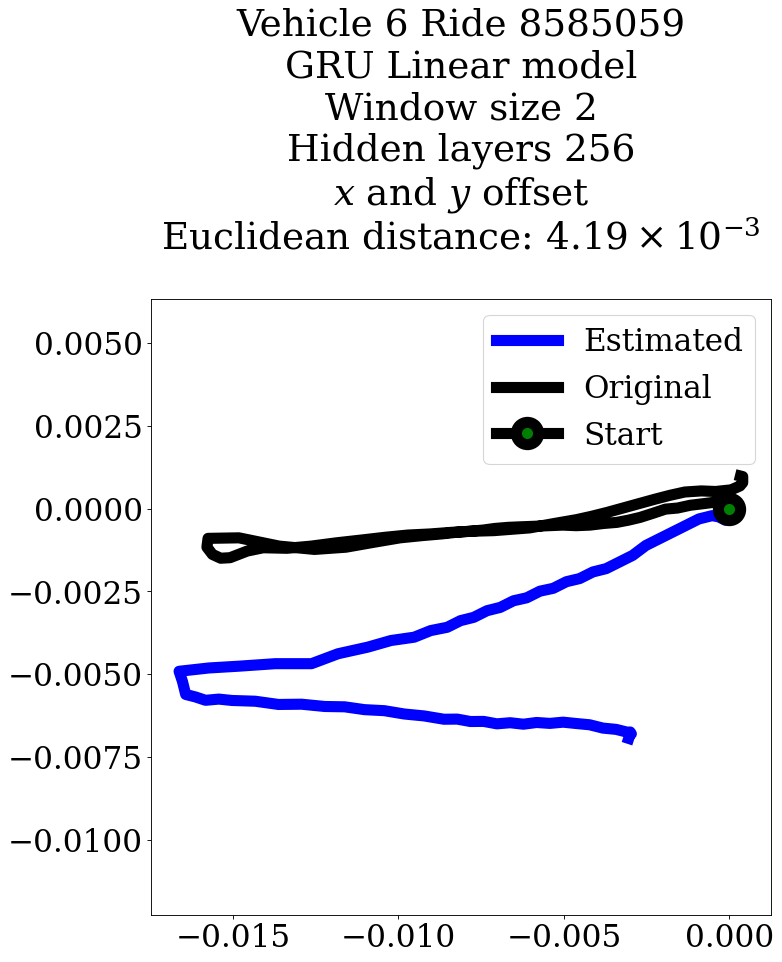 Vehicle 6 Ride 8585059
GRU Linear model
Window size 2
Hidden layers 256
x and y offset
Euclidean distance: 4.19 × 10⁻³
Estimated
Original
Start
0.0050
0.0025
0.0000
−0.0025
−0.0050
−0.0075
−0.0100
−0.015 −0.010 −0.005 0.000